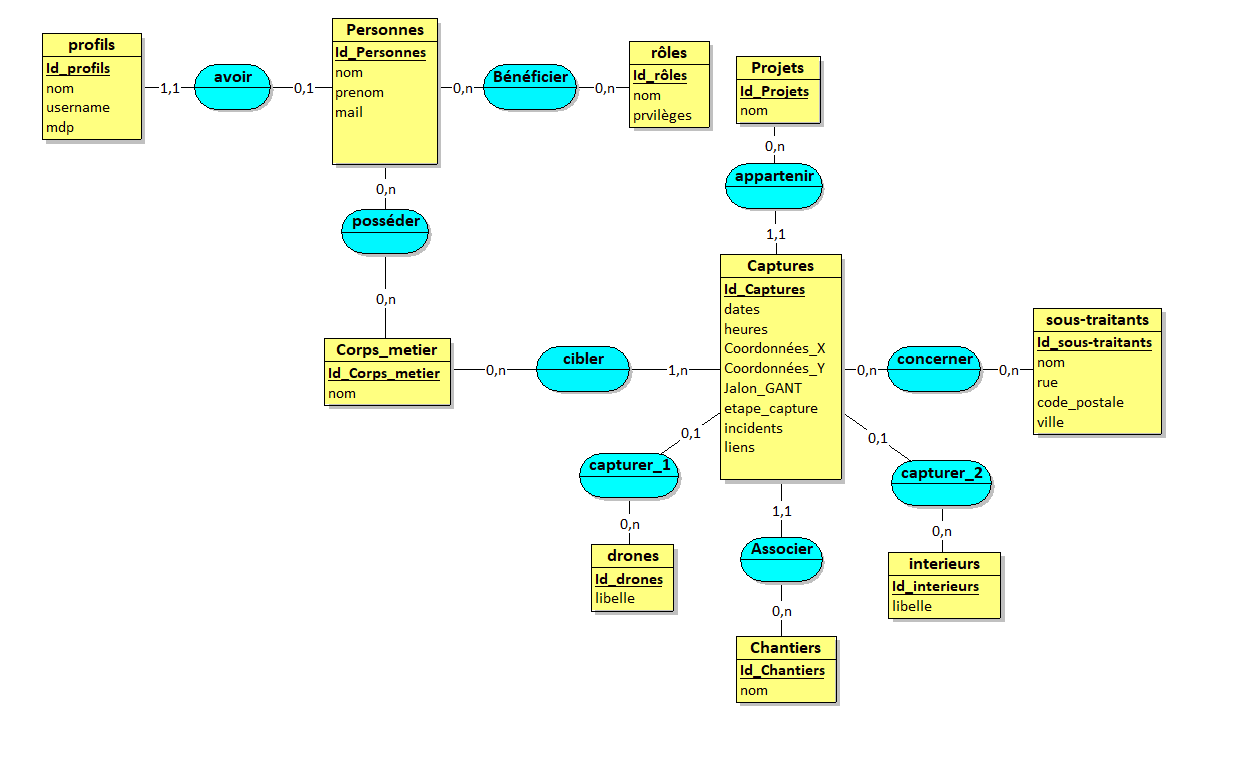 profils
Id_profils
nom
username
mdp
1,1
avoir
0,1
Personnes
Id_Personnes
nom
prenom
mail
0,n
Bénéficier
0,n
rôles
Id_rôles
nom
prvilèges
Projets
Id_Projets
nom
0,n
appartenir
1,1
0,n
posséder
0,n
Corps_metier
Id_Corps_metier
nom
0,n
cibler
1,n
Captures
Id_Captures
dates
heures
Coordonnées_X
Coordonnées_Y
Jalon_GANT
etape_capture
incidents
liens
0,n
concerner
0,n
sous-traitants
Id_sous-traitants
nom
rue
code_postale
ville
0,1
capturer_1
0,n
drones
Id_drones
libelle
1,1
Associer
0,n
Chantiers
Id_Chantiers
nom
0,1
capturer_2
0,n
interieurs
Id_interieurs
libelle